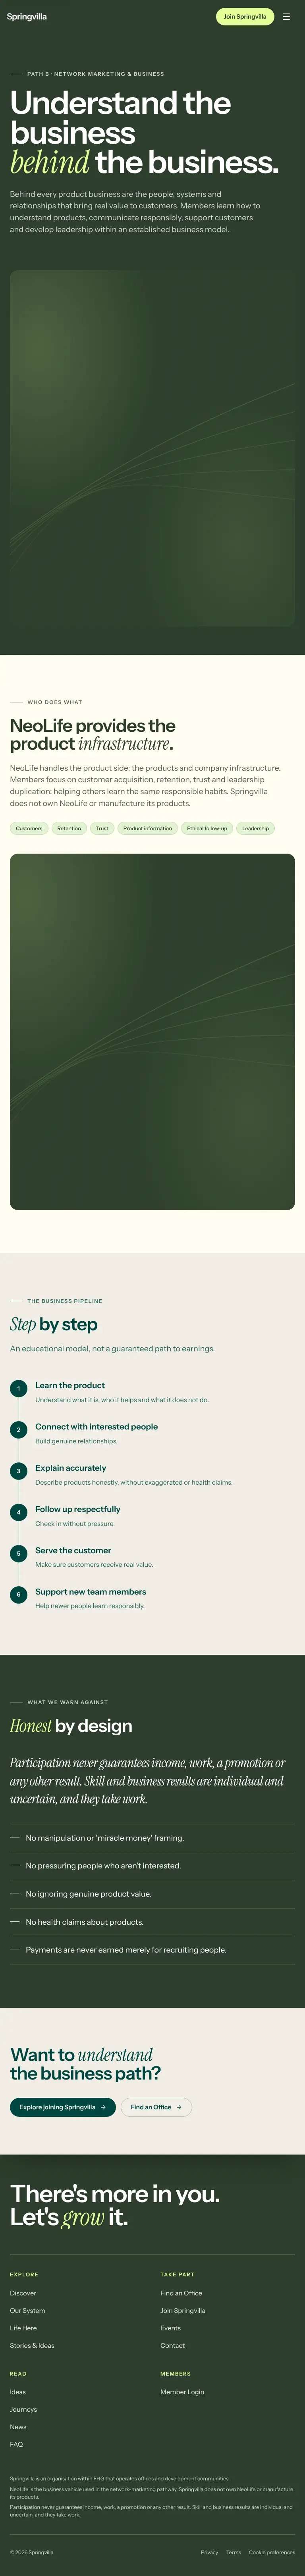 Springvilla
Join Springvilla
PATH B · NETWORK MARKETING & BUSINESS
Understand the
business
behind the business.
Behind every product business are the people, systems and
relationships that bring real value to customers. Members learn how to
understand products, communicate responsibly, support customers
and develop leadership within an established business model.
WHO DOES WHAT
NeoLife provides the
product infrastructure.
NeoLife handles the product side: the products and company infrastructure.
Members focus on customer acquisition, retention, trust and leadership
duplication: helping others learn the same responsible habits. Springvilla
does not own NeoLife or manufacture its products.
Customers
Retention
Trust
Product information
Ethical follow-up
Leadership
THE BUSINESS PIPELINE
Step by step
An educational model, not a guaranteed path to earnings.
1
Learn the product
Understand what it is, who it helps and what it does not do.
2
Connect with interested people
Build genuine relationships.
3
Explain accurately
Describe products honestly, without exaggerated or health claims.
4
Follow up respectfully
Check in without pressure.
5
Serve the customer
Make sure customers receive real value.
6
Support new team members
Help newer people learn responsibly.
WHAT WE WARN AGAINST
Honest by design
Participation never guarantees income, work, a promotion or
any other result. Skill and business results are individual and
uncertain, and they take work.
No manipulation or 'miracle money' framing.
No pressuring people who aren't interested.
No ignoring genuine product value.
No health claims about products.
Payments are never earned merely for recruiting people.
Want to understand
the business path?
Explore joining Springvilla →
Find an Office →
There's more in you.
Let's grow it.
EXPLORE
Discover
Our System
Life Here
Stories & Ideas
TAKE PART
Find an Office
Join Springvilla
Events
Contact
READ
Ideas
Journeys
News
FAQ
MEMBERS
Member Login
Springvilla is an organisation within FHG that operates offices and development communities.
NeoLife is the business vehicle used in the network-marketing pathway. Springvilla does not own NeoLife or manufacture
its products.
Participation never guarantees income, work, a promotion or any other result. Skill and business results are individual and
uncertain, and they take work.
© 2026 Springvilla
Privacy
Terms
Cookie preferences